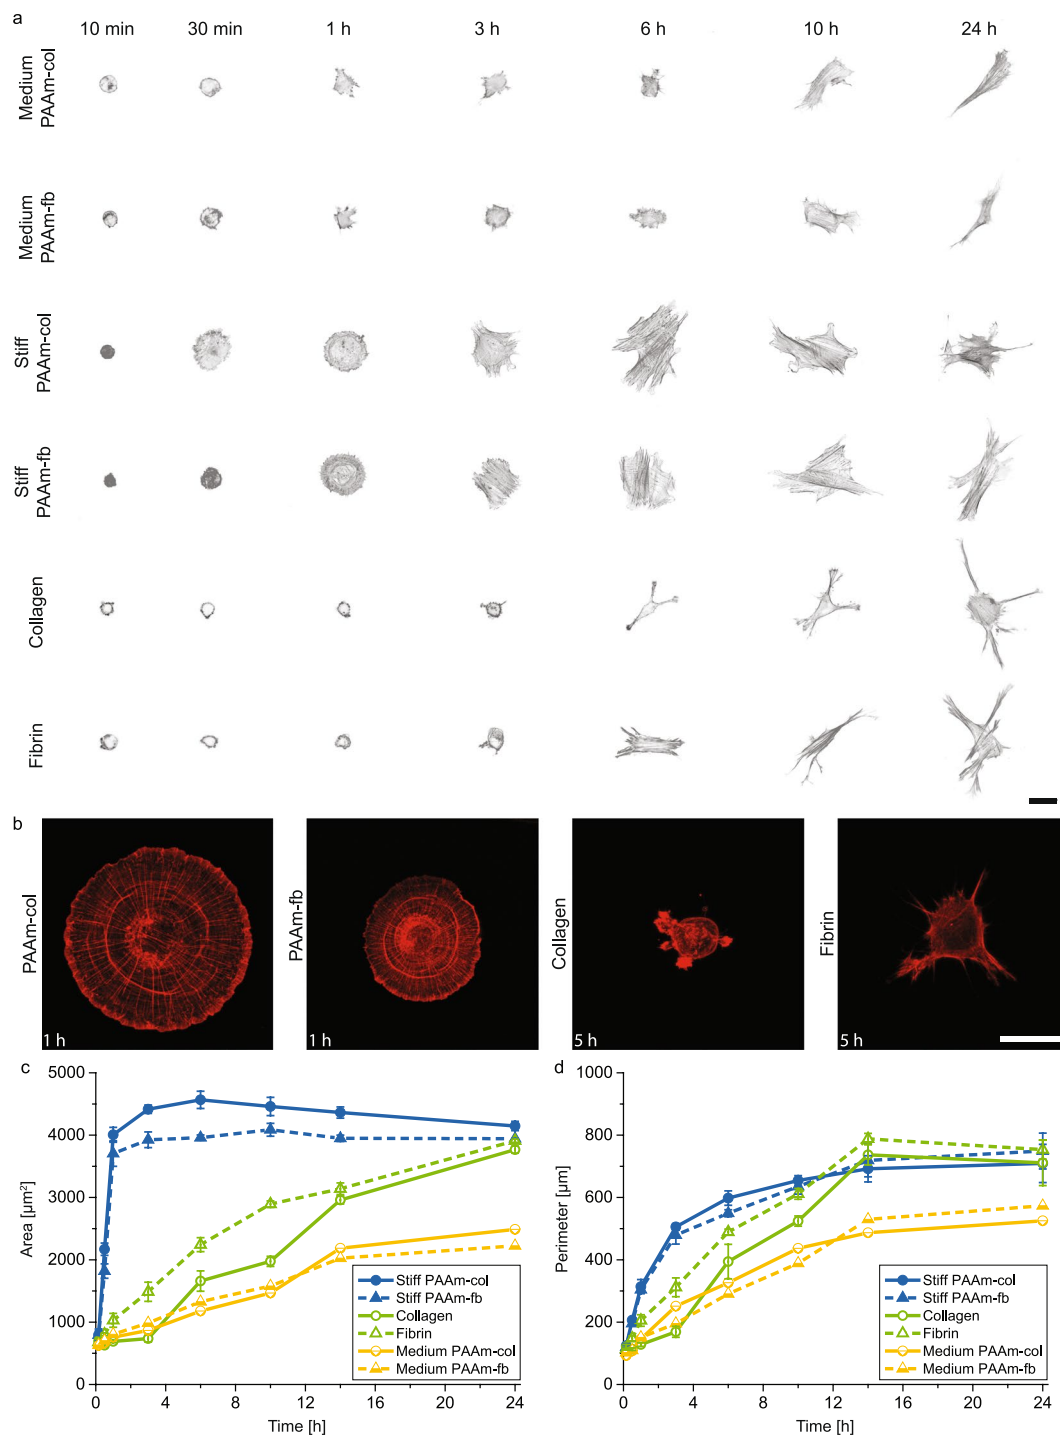 a
10 min 30 min 1 h 3 h 6 h 10 h 24 h
Medium
PAAm-col
Medium
PAAm-fb
Stiff
PAAm-col
Stiff
PAAm-fb
Collagen
Fibrin
b
PAAm-col
1 h
PAAm-fb
1 h
Collagen
5 h
Fibrin
5 h
c
5000
4000
3000
2000
1000
0
Area [µm²]
0 4 8 12 16 20 24
Time [h]
Stiff PAAm-col
Stiff PAAm-fb
Collagen
Fibrin
Medium PAAm-col
Medium PAAm-fb
d
1000
800
600
400
200
0
Perimeter [µm]
0 4 8 12 16 20 24
Time [h]
Stiff PAAm-col
Stiff PAAm-fb
Collagen
Fibrin
Medium PAAm-col
Medium PAAm-fb